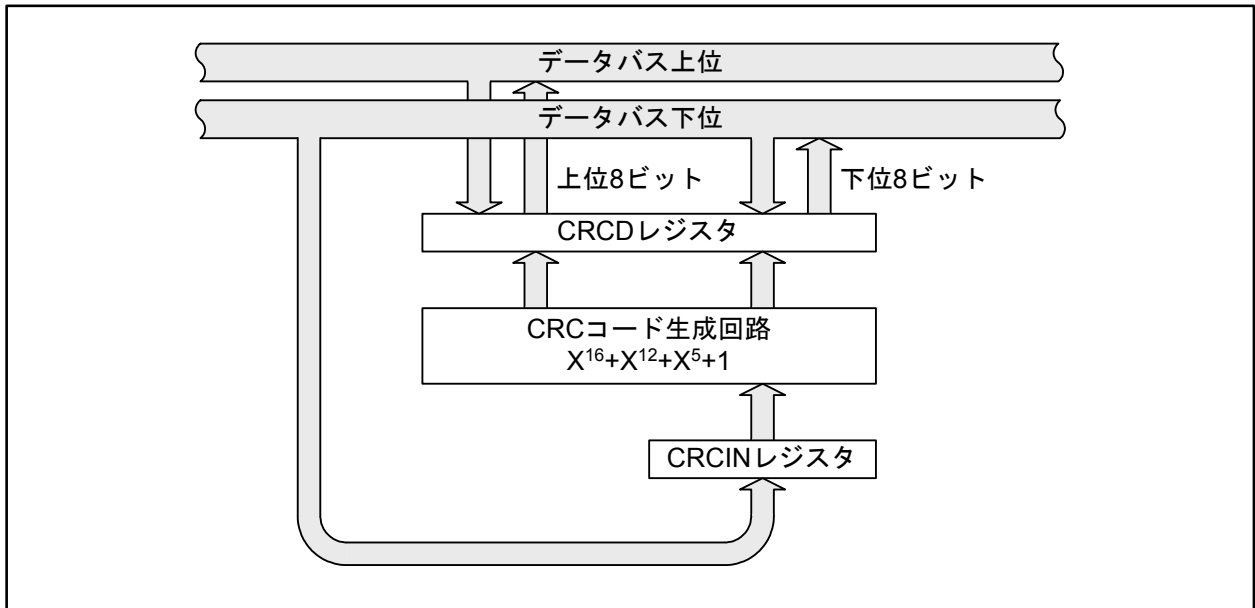 データバス上位
データバス下位
上位8ビット
下位8ビット
CRCDレジスタ
CRCコード生成回路
X¹⁶+X¹²+X⁵+1
CRCINレジスタ